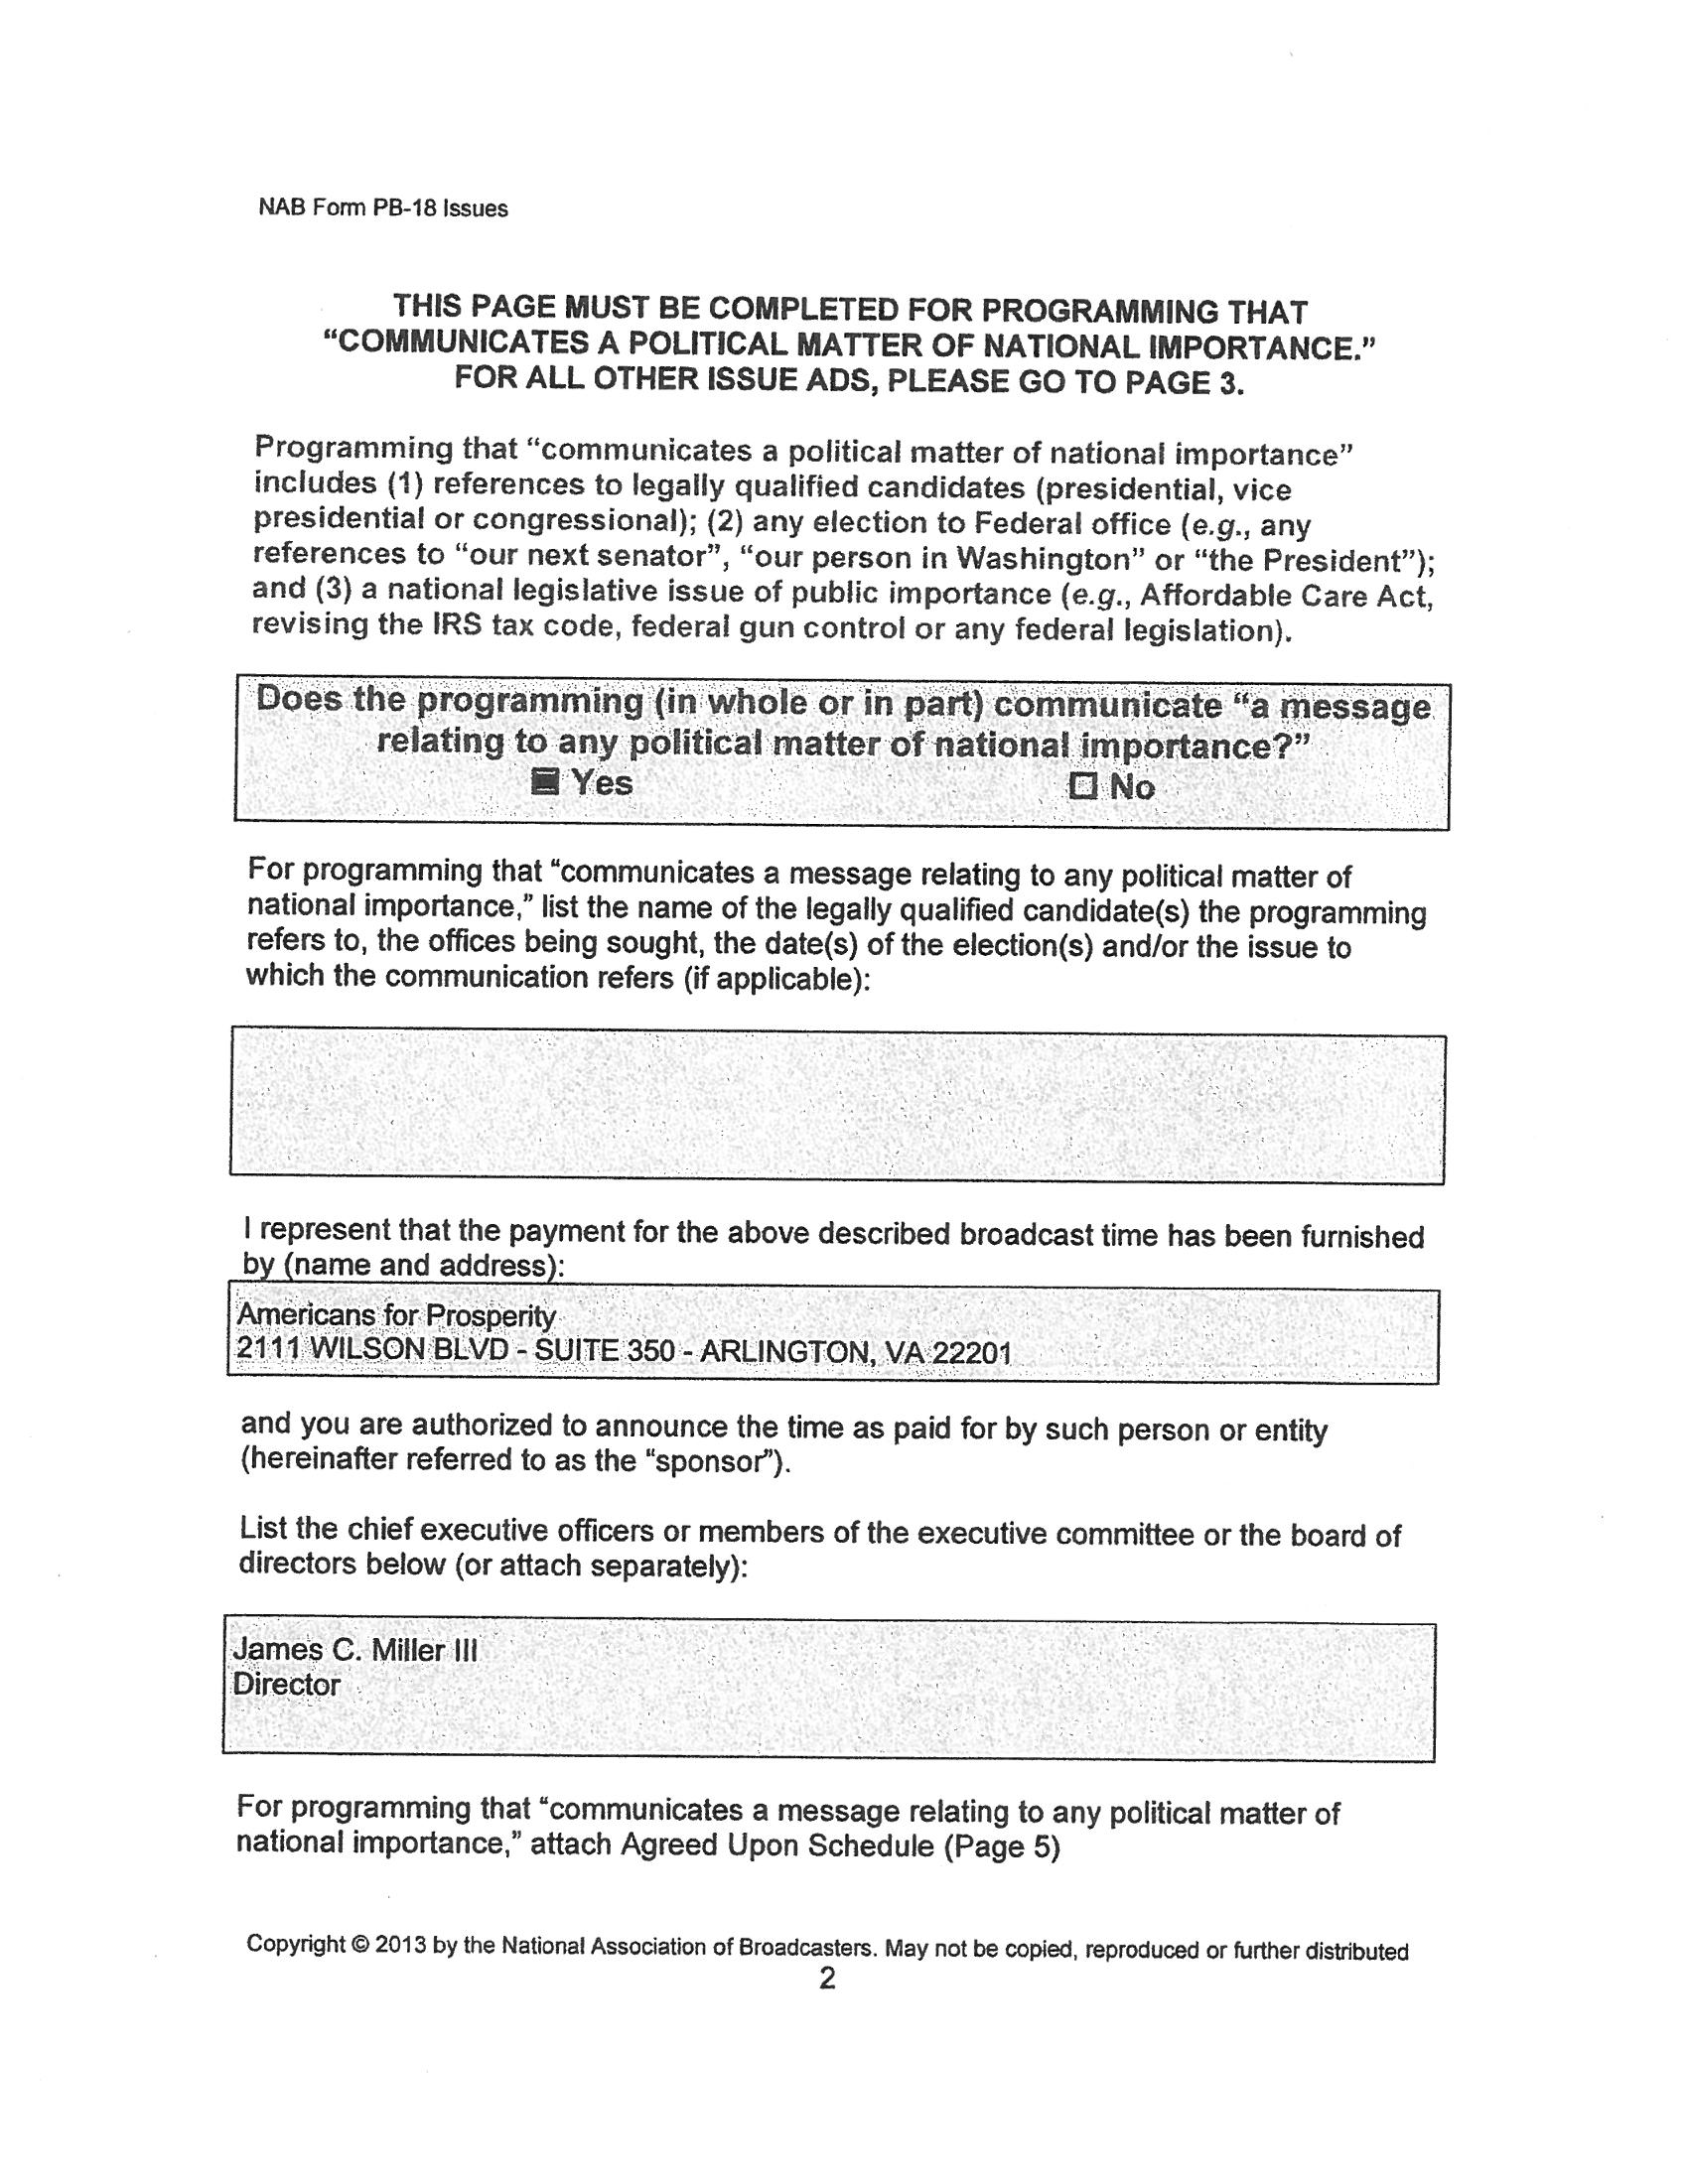 NAB Form PB-18 Issues
THIS PAGE MUST BE COMPLETED FOR PROGRAMMING THAT
“COMMUNICATES A POLITICAL MATTER OF NATIONAL IMPORTANCE.”
FOR ALL OTHER ISSUE ADS, PLEASE GO TO PAGE 3.
Programming that “communicates a political matter of national importance”
includes (1) references to legally qualified candidates (presidential, vice
presidential or congressional); (2) any election to Federal office (e.g., any
references to “our next senator”, “our person in Washington” or “the President”);
and (3) a national legislative issue of public importance (e.g., Affordable Care Act,
revising the IRS tax code, federal gun control or any federal legislation).
Does the programming (in whole or in part) communicate “a message
relating to any political matter of national importance?”
Yes No
For programming that “communicates a message relating to any political matter of
national importance,” list the name of the legally qualified candidate(s) the programming
refers to, the offices being sought, the date(s) of the election(s) and/or the issue to
which the communication refers (if applicable):
I represent that the payment for the above described broadcast time has been furnished
by (name and address):
Americans for Prosperity
2111 WILSON BLVD - SUITE 350 - ARLINGTON, VA 22201
and you are authorized to announce the time as paid for by such person or entity
(hereinafter referred to as the “sponsor”).
List the chief executive officers or members of the executive committee or the board of
directors below (or attach separately):
James C. Miller III
Director
For programming that “communicates a message relating to any political matter of
national importance,” attach Agreed Upon Schedule (Page 5)
Copyright © 2013 by the National Association of Broadcasters. May not be copied, reproduced or further distributed
2